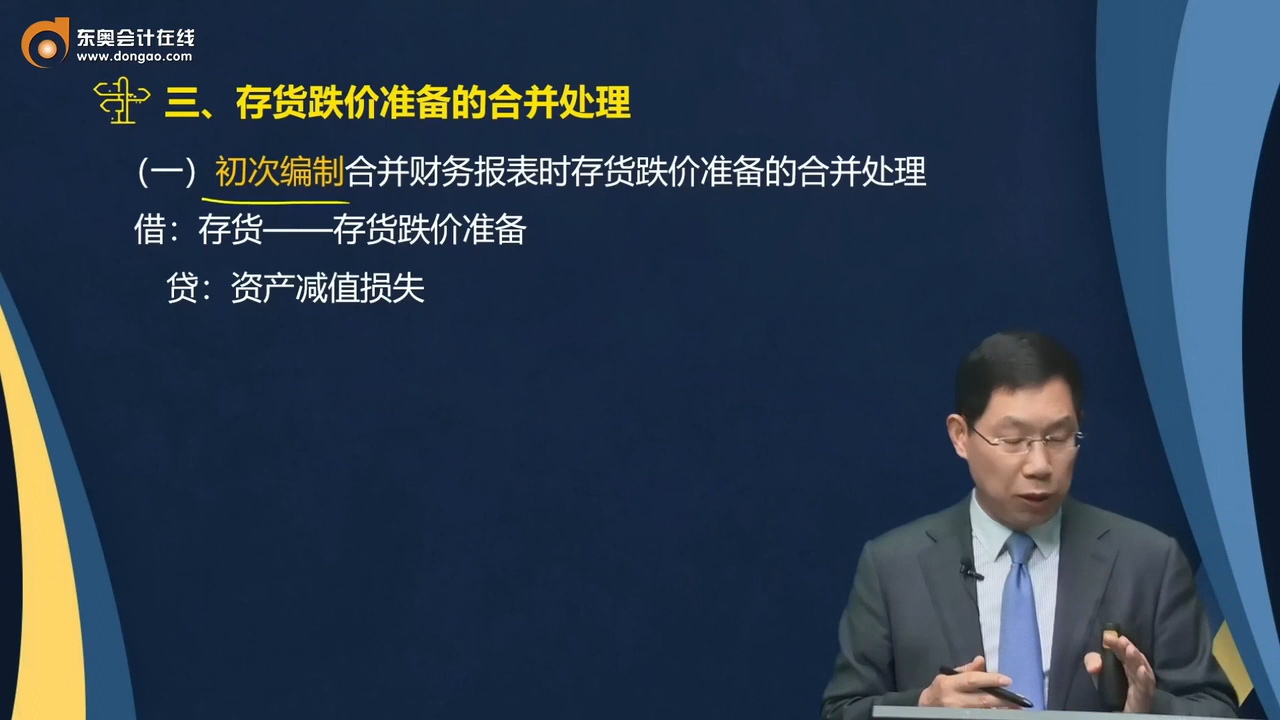 东奥会计在线
www.dongao.com
三、存货跌价准备的合并处理
（一）初次编制合并财务报表时存货跌价准备的合并处理
借：存货——存货跌价准备
贷：资产减值损失